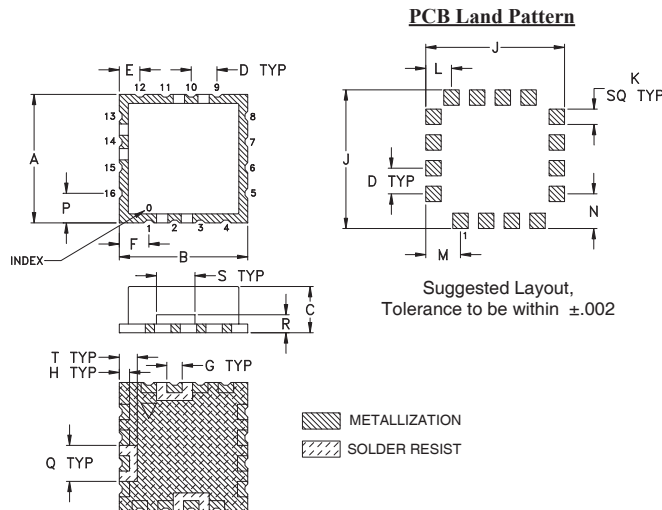 PCB Land Pattern
E
D TYP
12 11 10 9
13
14
15
16
8
7
6
5
A
P
0
1 2 3 4
F
INDEX
B
S TYP
C
R
T TYP
H TYP
G TYP
Q TYP
J
L
K
SQ TYP
J
D TYP
N
1
M
Suggested Layout,
Tolerance to be within ±.002
METALLIZATION
SOLDER RESIST